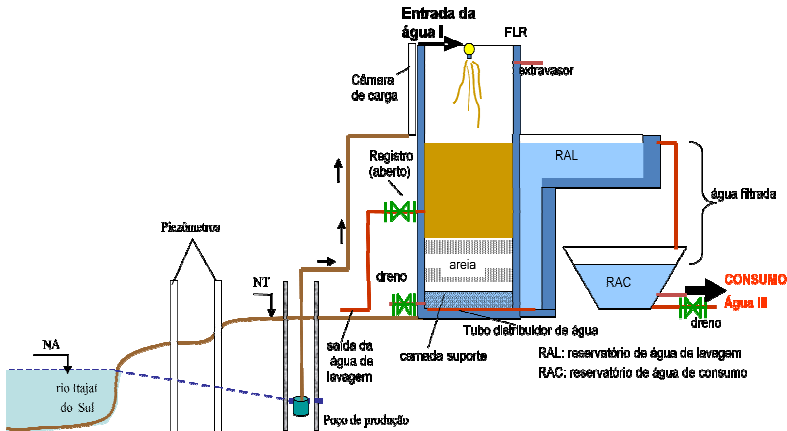 Entrada da
água I
FLR
extravasor
Câmara
de carga
Registro
(aberto)
RAL
água filtrada
Piezômetros
areia
dreno
NT
RAC
CONSUMO
Água III
dreno
Tubo distribuidor de água
saída da
água de
lavagem
camada suporte
NA
RAL: reservatório de água de lavagem
RAC: reservatório de água de consumo
rio Itajaí
do Sul
Poço de produção